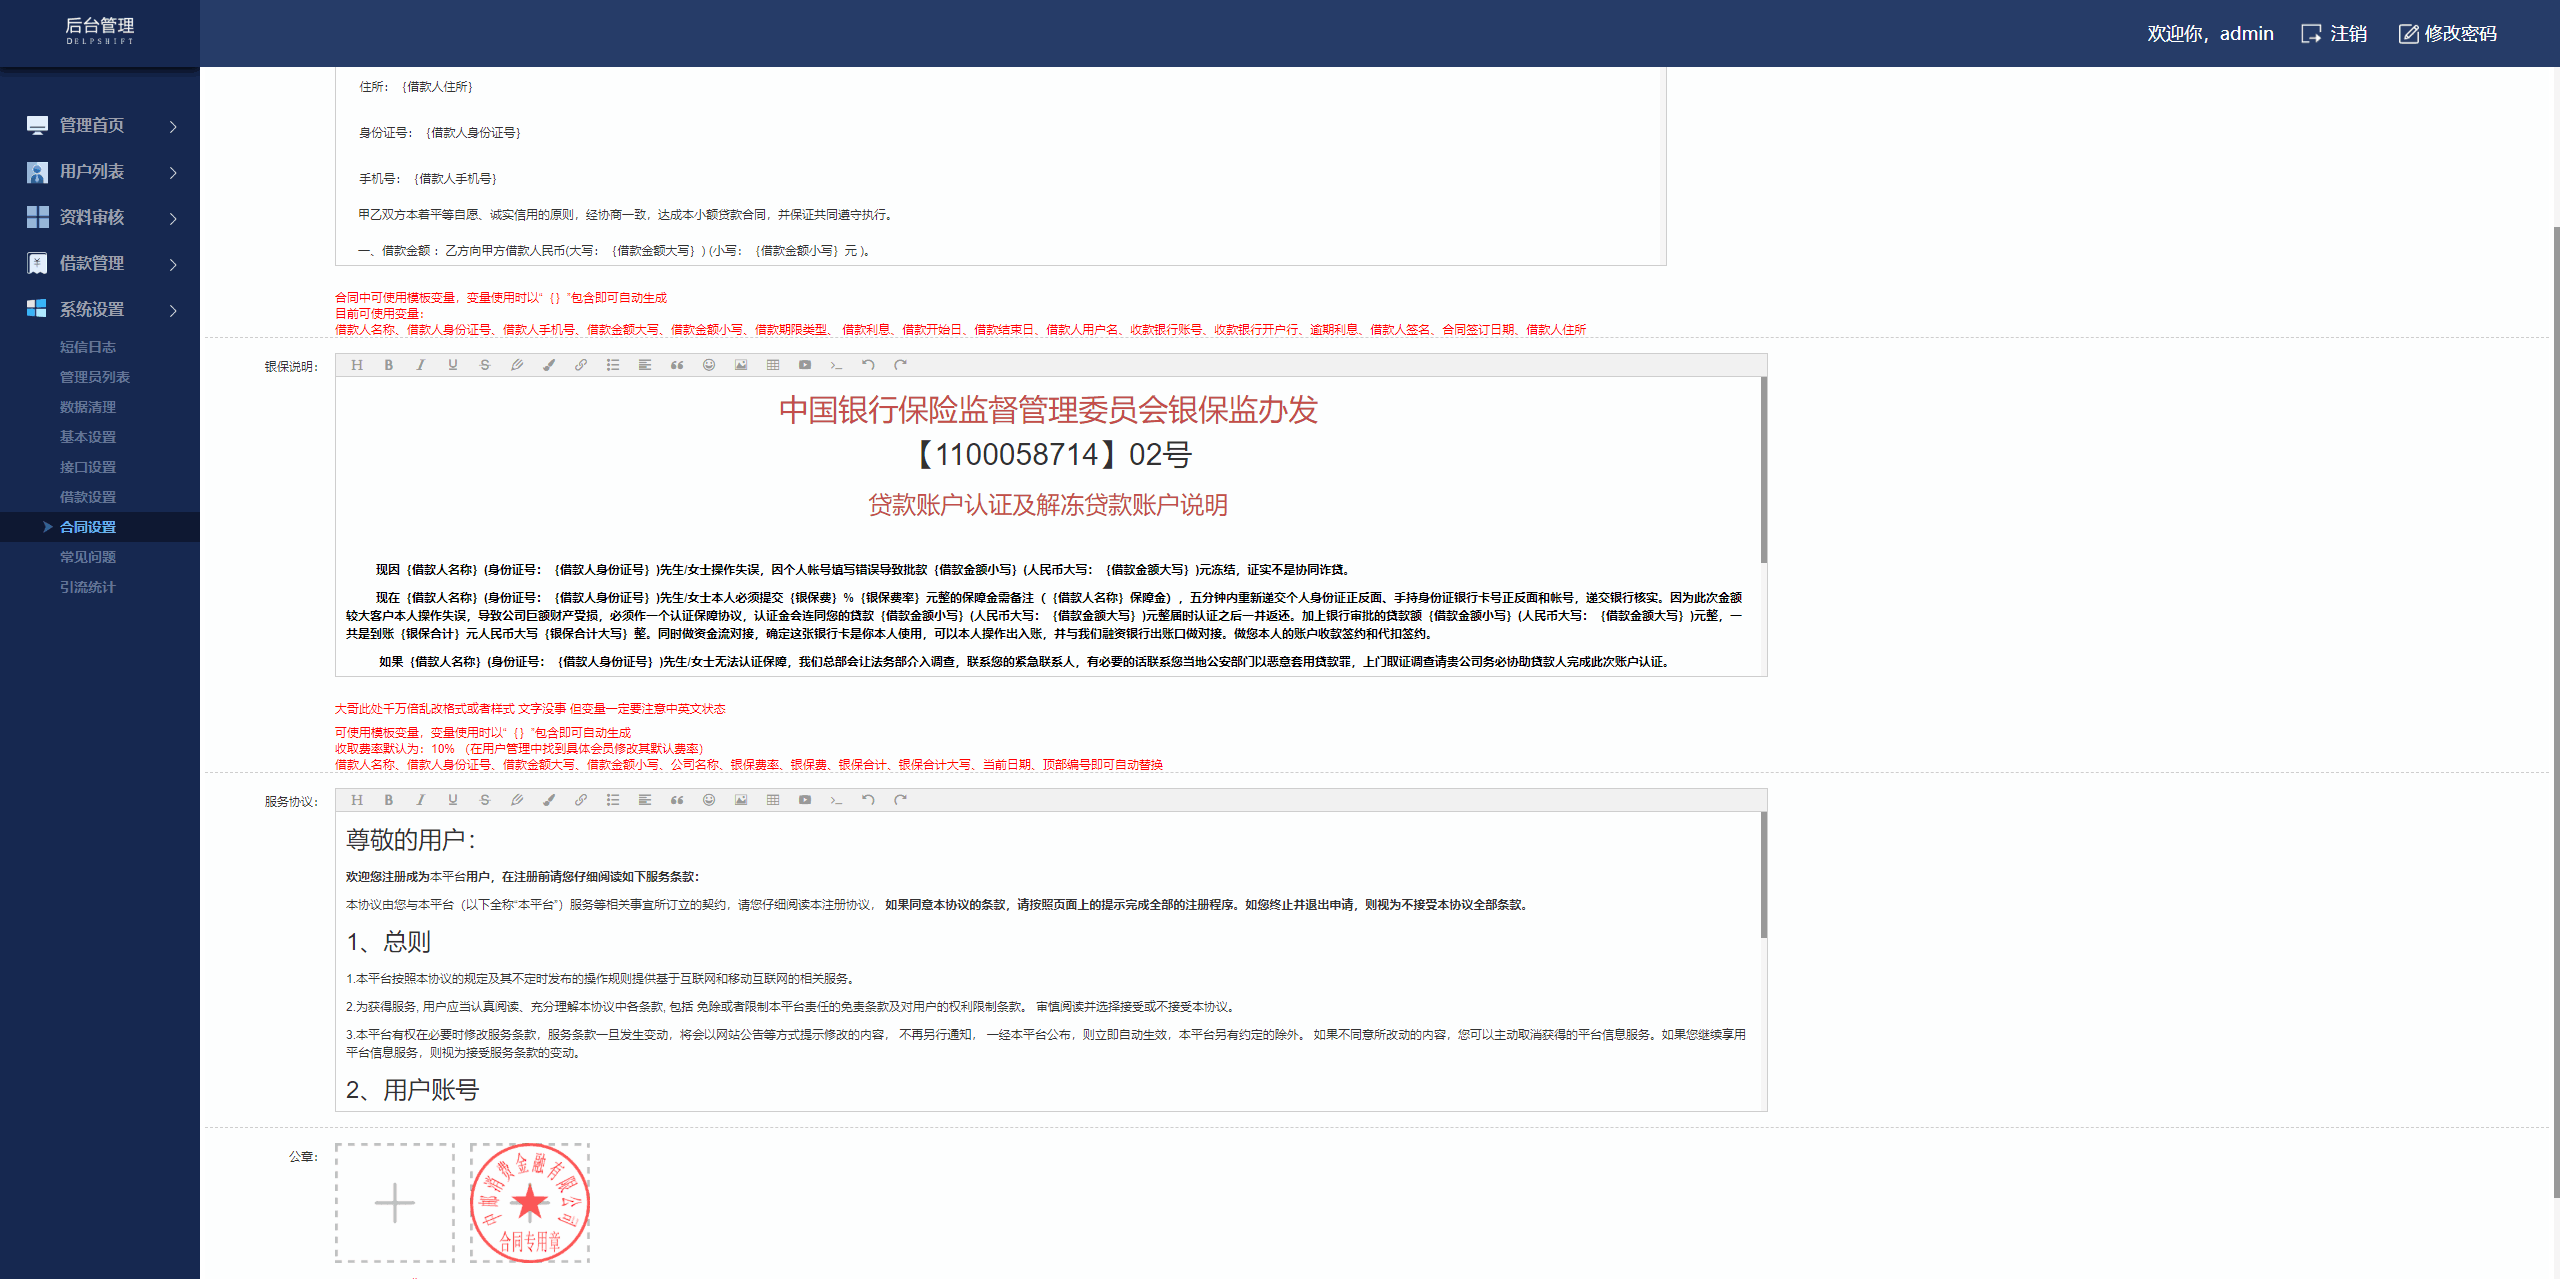 后台管理
DELPSHIFT
欢迎你，admin
注销
修改密码
管理首页
用户列表
资料审核
借款管理
系统设置
短信日志
管理员列表
数据清理
基本设置
接口设置
借款设置
合同设置
常见问题
引流统计
住所：｛借款人住所｝
身份证号：｛借款人身份证号｝
手机号：｛借款人手机号｝
甲乙双方本着平等自愿、诚实信用的原则，经协商一致，达成本小额贷款合同，并保证共同遵守执行。
一、借款金额 ：乙方向甲方借款人民币(大写：｛借款金额大写｝) (小写：｛借款金额小写｝元 )。
合同中可使用模板变量，变量使用时以“｛｝”包含即可自动生成
目前可使用变量：
借款人名称、借款人身份证号、借款人手机号、借款金额大写、借款金额小写、借款期限类型、 借款利息、借款开始日、借款结束日、借款人用户名、收款银行账号、收款银行开户行、逾期利息、借款人签名、合同签订日期、借款人住所
银保说明：
中国银行保险监督管理委员会银保监办发
【1100058714】02号
贷款账户认证及解冻贷款账户说明
现因｛借款人名称｝(身份证号：｛借款人身份证号｝)先生/女士操作失误，因个人帐号填写错误导致批款｛借款金额小写｝(人民币大写：｛借款金额大写｝)元冻结，证实不是协同诈贷。
现在｛借款人名称｝(身份证号：｛借款人身份证号｝)先生/女士本人必须提交｛银保费｝%｛银保费率｝元整的保障金需备注（｛借款人名称｝保障金），五分钟内重新递交个人身份证正反面、手持身份证银行卡号正反面和帐号，递交银行核实。因为此次金额
较大客户本人操作失误，导致公司巨额财产受损，必须作一个认证保障协议，认证金会连同您的贷款｛借款金额小写｝(人民币大写：｛借款金额大写｝)元整届时认证之后一并返还。加上银行审批的贷款额｛借款金额小写｝(人民币大写：｛借款金额大写｝)元整，一
共是到账｛银保合计｝元人民币大写｛银保合计大写｝整。同时做资金流对接，确定这张银行卡是你本人使用，可以本人操作出入账，并与我们融资银行出账口做对接。做您本人的账户收款签约和代扣签约。
如果｛借款人名称｝(身份证号：｛借款人身份证号｝)先生/女士无法认证保障，我们总部会让法务部介入调查，联系您的紧急联系人，有必要的话联系您当地公安部门以恶意套用贷款罪，上门取证调查请贵公司务必协助贷款人完成此次账户认证。
大哥此处千万倍乱改格式或者样式 文字没事 但变量一定要注意中英文状态
可使用模板变量，变量使用时以“｛｝”包含即可自动生成
收取费率默认为：10% （在用户管理中找到具体会员修改其默认费率）
借款人名称、借款人身份证号、借款金额大写、借款金额小写、公司名称、银保费率、银保费、银保合计、银保合计大写、当前日期、顶部编号即可自动替换
服务协议：
尊敬的用户：
欢迎您注册成为本平台用户，在注册前请您仔细阅读如下服务条款：
本协议由您与本平台（以下全称“本平台”）服务等相关事宜所订立的契约，请您仔细阅读本注册协议， 如果同意本协议的条款，请按照页面上的提示完成全部的注册程序。如您终止并退出申请，则视为不接受本协议全部条款。
1、总则
1.本平台按照本协议的规定及其不定时发布的操作规则提供基于互联网和移动互联网的相关服务。
2.为获得服务, 用户应当认真阅读、充分理解本协议中各条款, 包括 免除或者限制本平台责任的免责条款及对用户的权利限制条款。 审慎阅读并选择接受或不接受本协议。
3.本平台有权在必要时修改服务条款，服务条款一旦发生变动，将会以网站公告等方式提示修改的内容， 不再另行通知， 一经本平台公布，则立即自动生效，本平台另有约定的除外。 如果不同意所改动的内容，您可以主动取消获得的平台信息服务。如果您继续享用
平台信息服务，则视为接受服务条款的变动。
2、用户账号
公章：
中邮消费金融有限公司
合同专用章